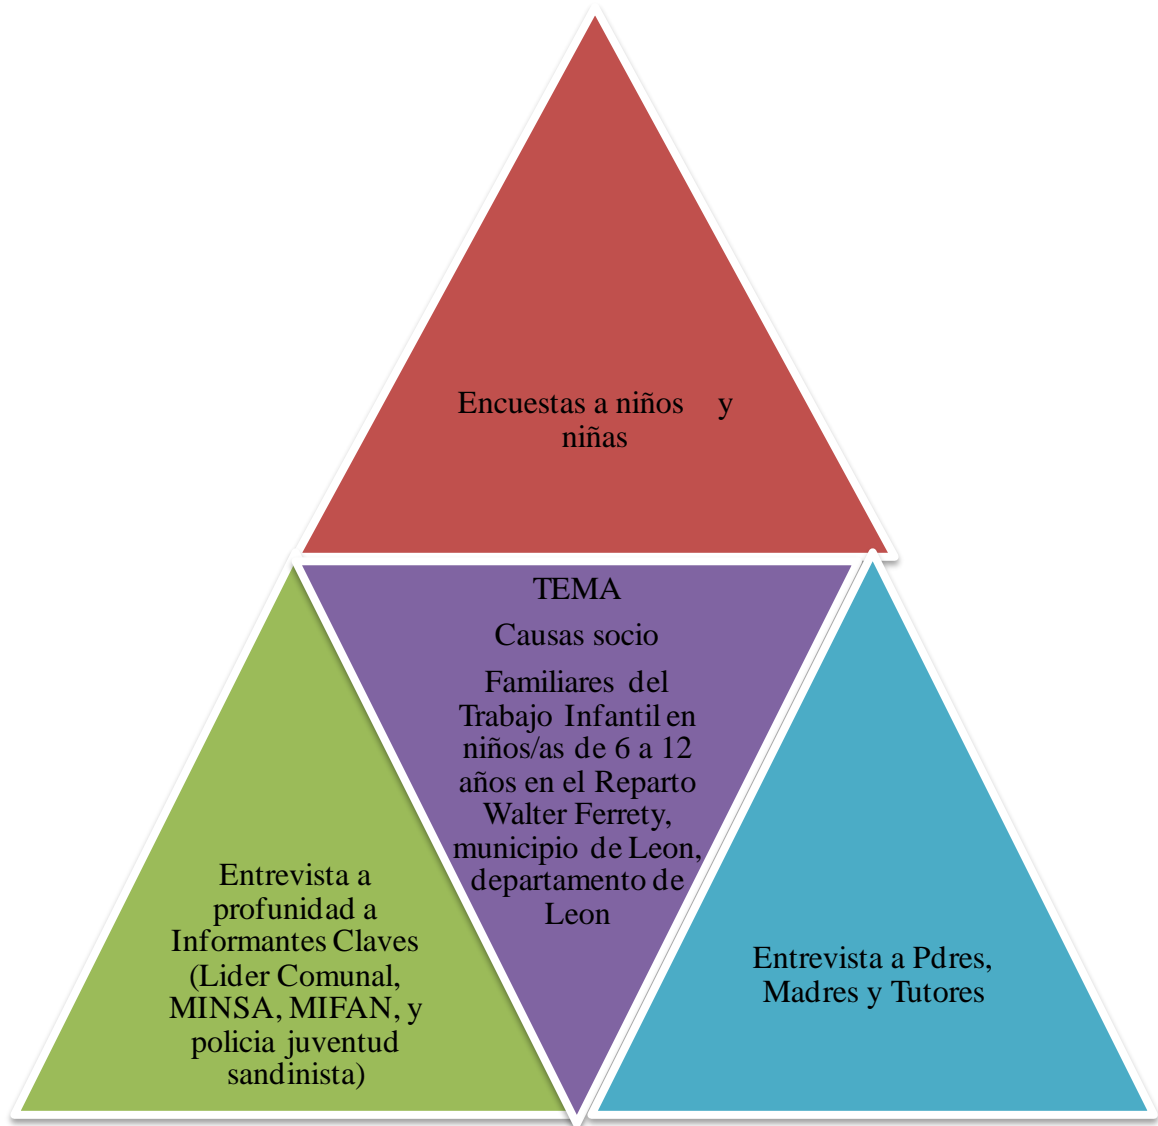 Encuestas a niños y
niñas
TEMA
Causas socio
Familiares del
Trabajo Infantil en
niños/as de 6 a 12
años en el Reparto
Walter Ferrety,
municipio de Leon,
departamento de
Leon
Entrevista a
profunidad a
Informantes Claves
(Lider Comunal,
MINSA, MIFAN, y
policia juventud
sandinista)
Entrevista a Pdres,
Madres y Tutores